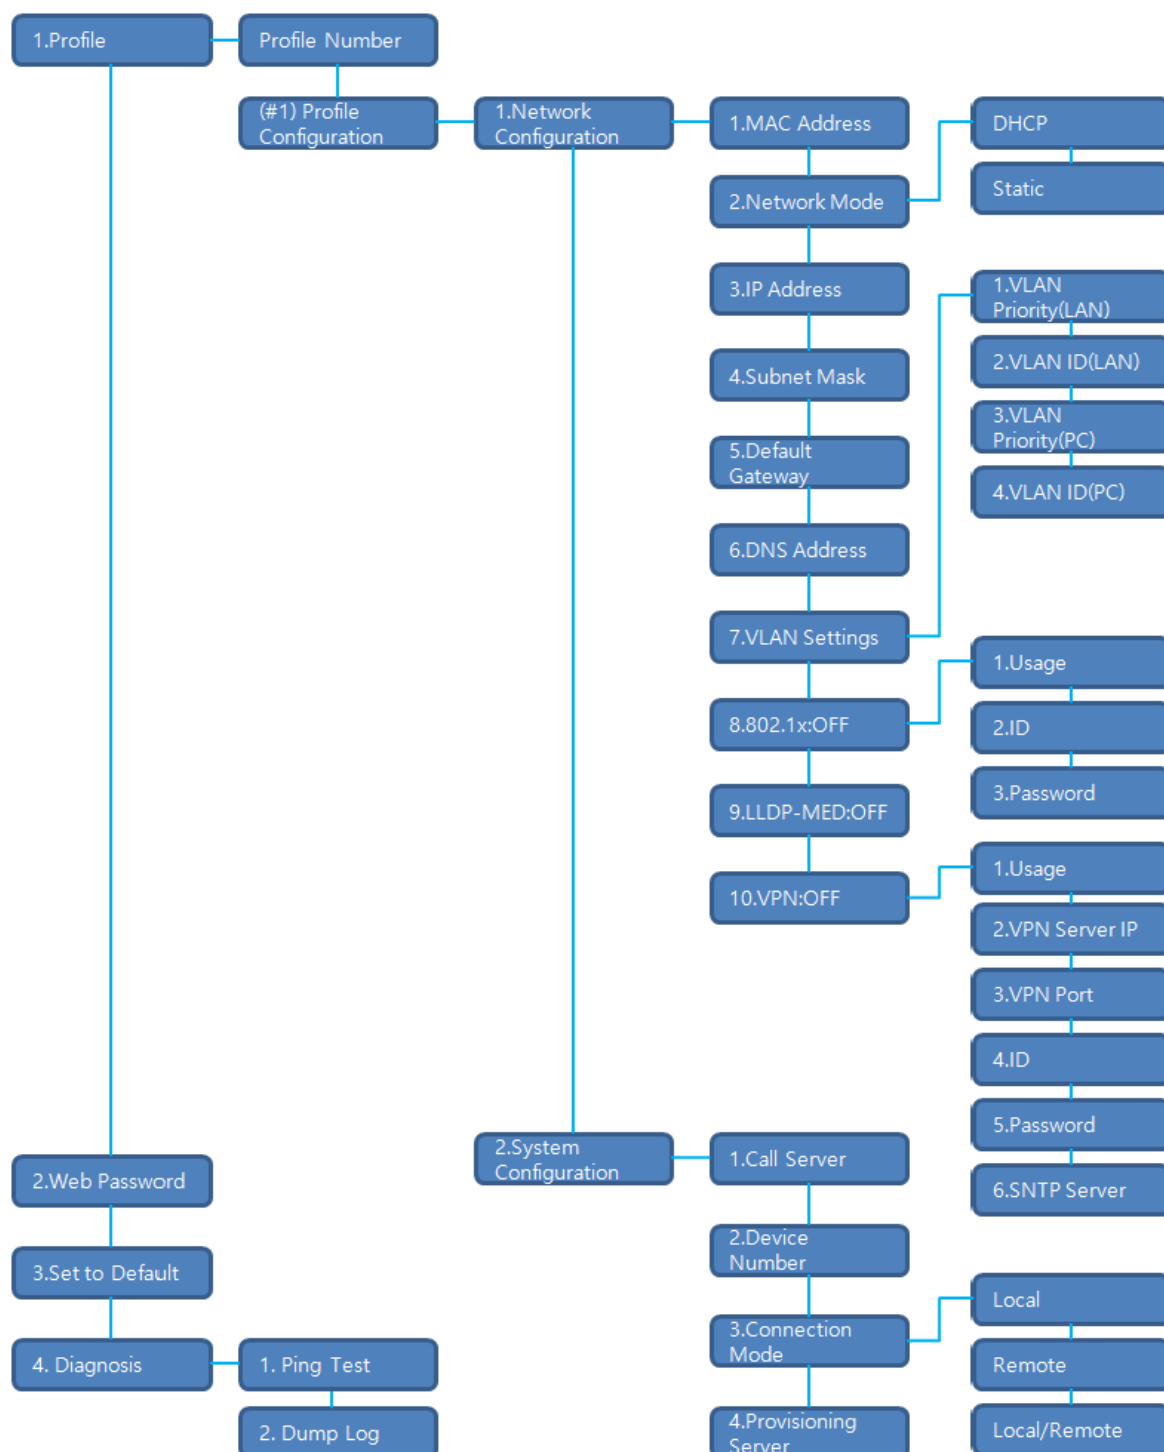 1.Profile
Profile Number
(#1) Profile
Configuration
1.Network
Configuration
1.MAC Address
DHCP
Static
2.Network Mode
3.IP Address
1.VLAN
Priority(LAN)
2.VLAN ID(LAN)
3.VLAN
Priority(PC)
4.VLAN ID(PC)
4.Subnet Mask
5.Default
Gateway
6.DNS Address
7.VLAN Settings
8.802.1x:OFF
1.Usage
2.ID
3.Password
9.LLDP-MED:OFF
10.VPN:OFF
1.Usage
2.VPN Server IP
3.VPN Port
4.ID
5.Password
6.SNTP Server
2.System
Configuration
1.Call Server
2.Device
Number
3.Connection
Mode
Local
Remote
Local/Remote
4.Provisioning
Server
2.Web Password
3.Set to Default
4. Diagnosis
1. Ping Test
2. Dump Log